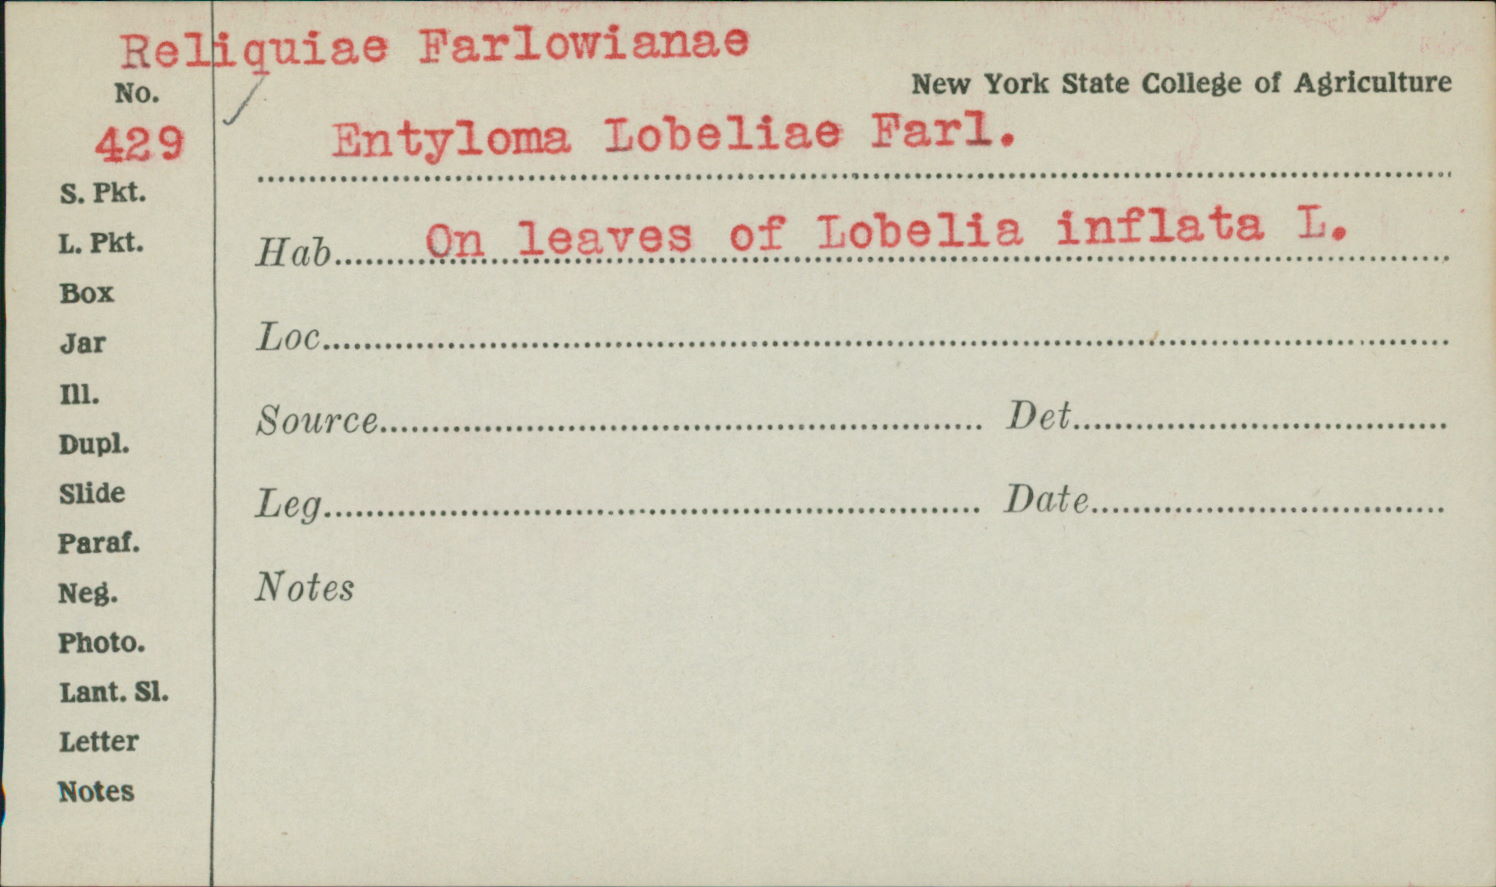 Reliquiae Farlowianae
No.
New York State College of Agriculture
429
Entyloma Lobeliae Farl.
S. Pkt.
Hab. On leaves of Lobelia inflata L.
L. Pkt.
Box
Loc.
Jar
Ill.
Source Det.
Dupl.
Slide
Leg. Date
Paraf.
Neg.
Notes
Photo.
Lant. Sl.
Letter
Notes